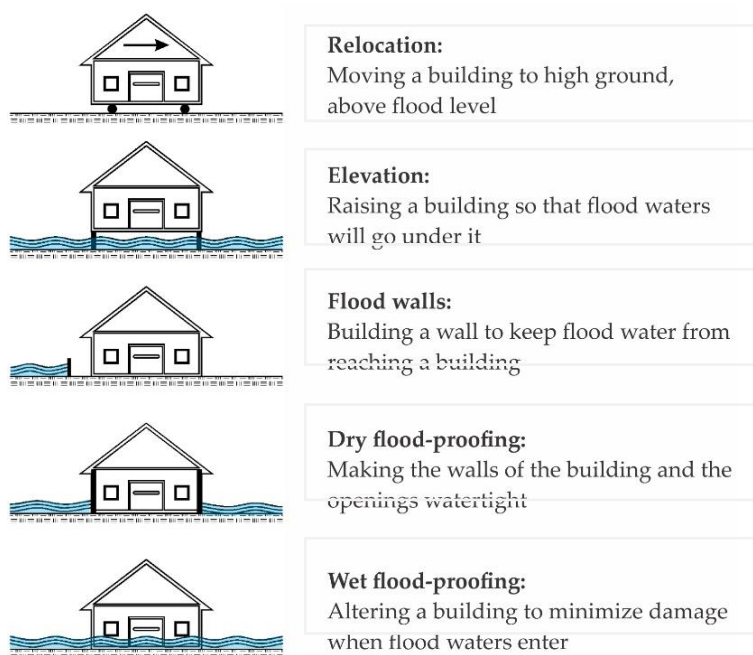 Relocation:
Moving a building to high ground,
above flood level
Elevation:
Raising a building so that flood waters
will go under it
Flood walls:
Building a wall to keep flood water from
reaching a building
Dry flood-proofing:
Making the walls of the building and the
openings watertight
Wet flood-proofing:
Altering a building to minimize damage
when flood waters enter